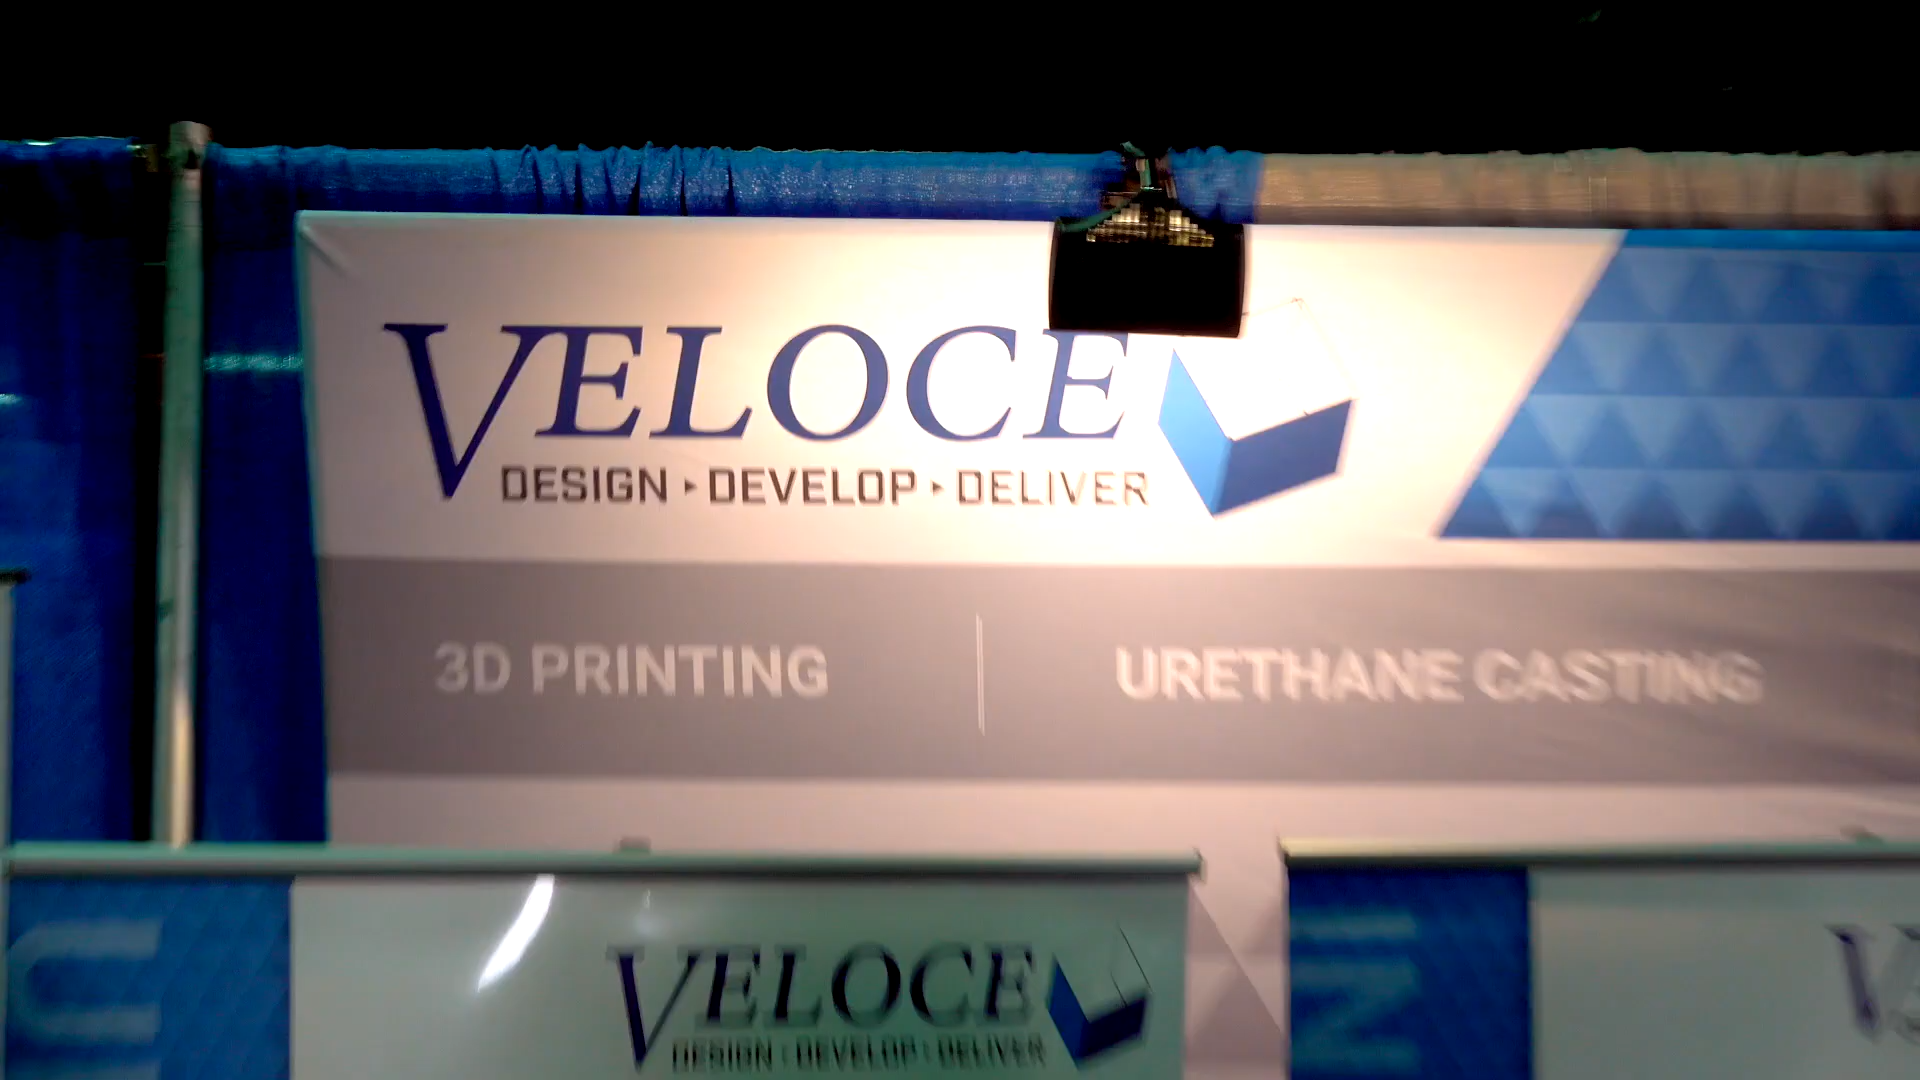 VELOCE
DESIGN ▸ DEVELOP ▸ DELIVER
3D PRINTING
URETHANE CASTING
VELOCE
DESIGN DEVELOP DELIVER